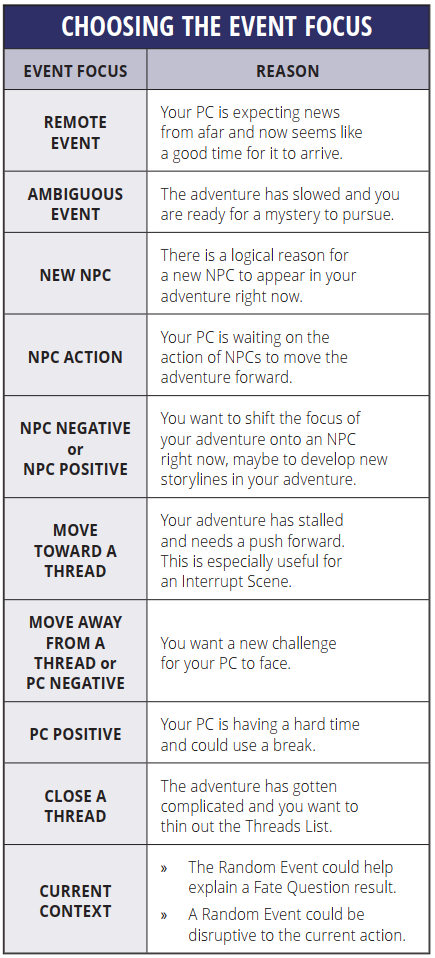 CHOOSING THE EVENT FOCUS
EVENT FOCUS
REASON
REMOTE
EVENT
Your PC is expecting news
from afar and now seems like
a good time for it to arrive.
AMBIGUOUS
EVENT
The adventure has slowed and you
are ready for a mystery to pursue.
NEW NPC
There is a logical reason for
a new NPC to appear in your
adventure right now.
NPC ACTION
Your PC is waiting on the
action of NPCs to move the
adventure forward.
NPC NEGATIVE
or
NPC POSITIVE
You want to shift the focus of
your adventure onto an NPC
right now, maybe to develop new
storylines in your adventure.
MOVE
TOWARD A
THREAD
Your adventure has stalled
and needs a push forward.
This is especially useful for
an Interrupt Scene.
MOVE AWAY
FROM A
THREAD or
PC NEGATIVE
You want a new challenge
for your PC to face.
PC POSITIVE
Your PC is having a hard time
and could use a break.
CLOSE A
THREAD
The adventure has gotten
complicated and you want to
thin out the Threads List.
CURRENT
CONTEXT
» The Random Event could help
explain a Fate Question result.
» A Random Event could be
disruptive to the current action.